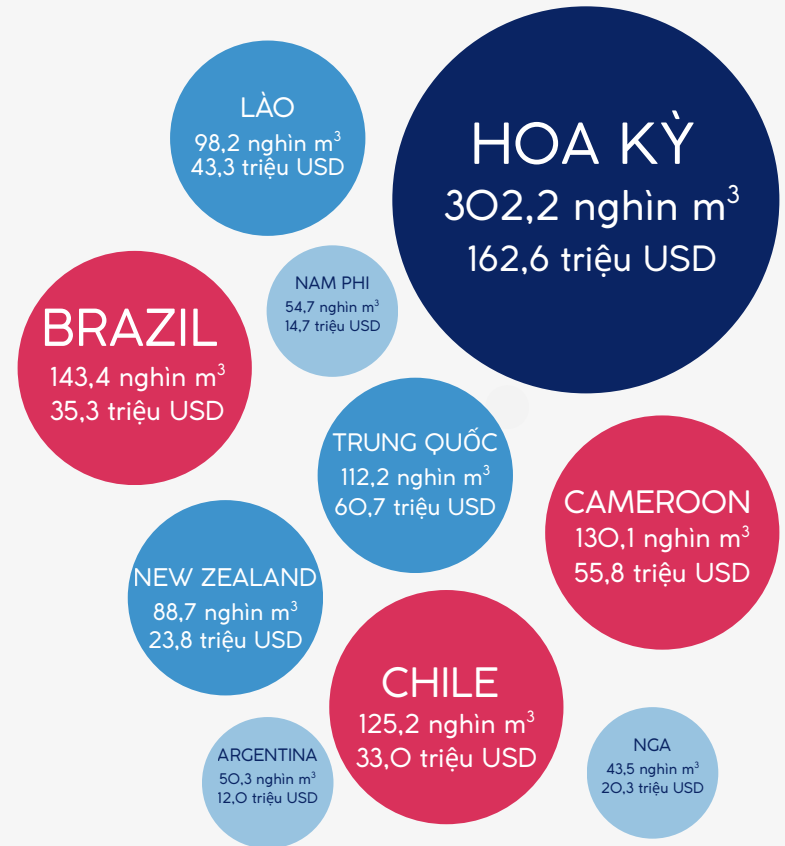 LÀO
98,2 nghìn m³
43,3 triệu USD
HOA KỲ
302,2 nghìn m³
162,6 triệu USD
NAM PHI
54,7 nghìn m³
14,7 triệu USD
BRAZIL
143,4 nghìn m³
35,3 triệu USD
TRUNG QUỐC
112,2 nghìn m³
60,7 triệu USD
CAMEROON
130,1 nghìn m³
55,8 triệu USD
NEW ZEALAND
88,7 nghìn m³
23,8 triệu USD
CHILE
125,2 nghìn m³
33,0 triệu USD
ARGENTINA
50,3 nghìn m³
12,0 triệu USD
NGA
43,5 nghìn m³
20,3 triệu USD